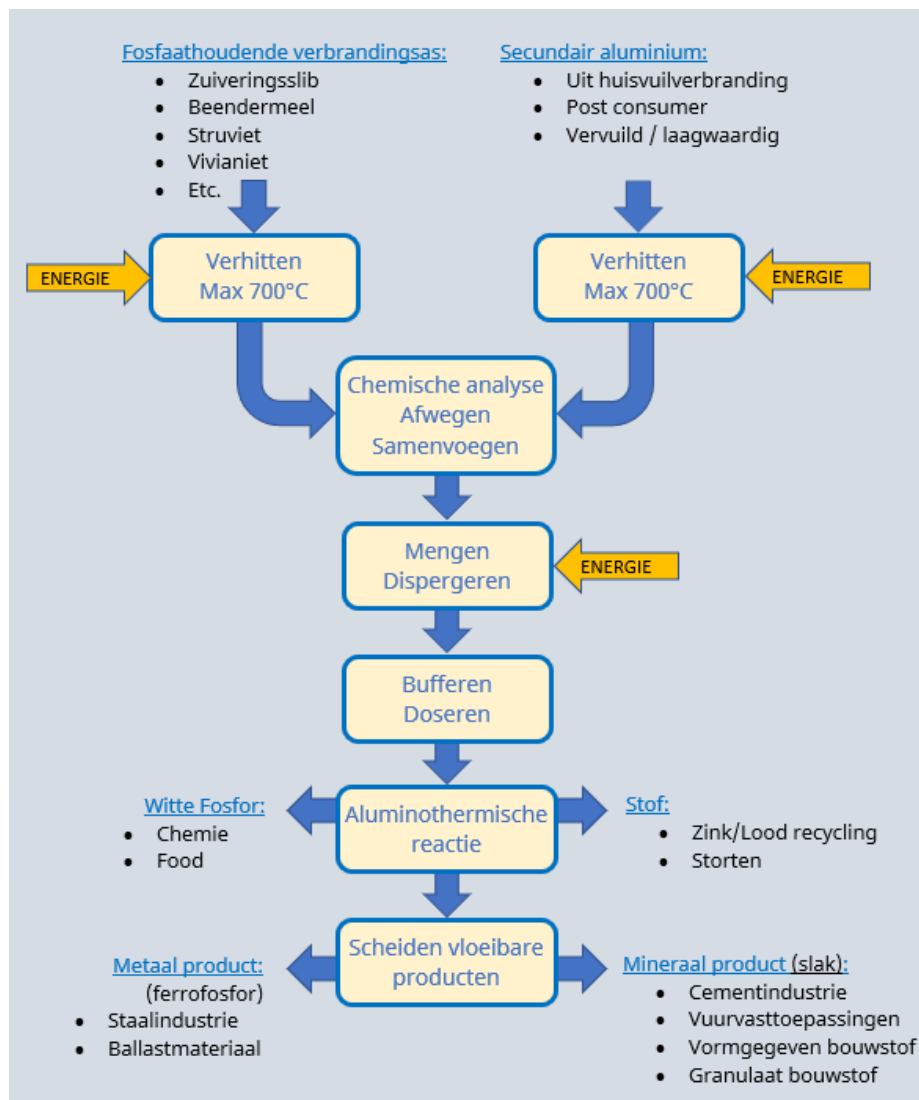 Fosfaathoudende verbrandingsas:
• Zuiveringsslib
• Beendermeel
• Struviet
• Vivianiet
• Etc.
Secundair aluminium:
• Uit huisvuilverbranding
• Post consumer
• Vervuild / laagwaardig
ENERGIE
Verhitten
Max 700°C
Verhitten
Max 700°C
ENERGIE
Chemische analyse
Afwegen
Samenvoegen
Mengen
Dispergeren
ENERGIE
Bufferen
Doseren
Witte Fosfor:
• Chemie
• Food
Aluminothermische
reactie
Stof:
• Zink/Lood recycling
• Storten
Scheiden vloeibare
producten
Metaal product:
(ferrofosfor)
• Staalindustrie
• Ballastmateriaal
Mineraal product (slak):
• Cementindustrie
• Vuurvasttoepassingen
• Vormgegeven bouwstof
• Granulaat bouwstof